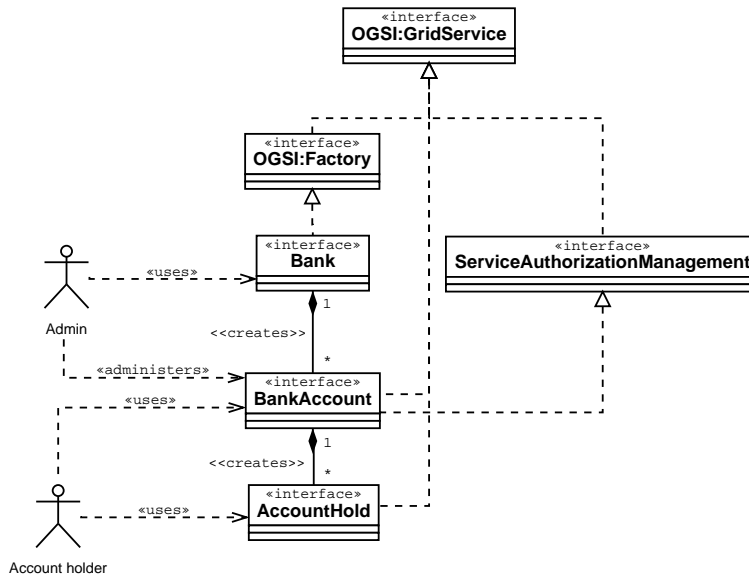 «interface»
OGSI:GridService
«interface»
OGSI:Factory
«interface»
Bank
«interface»
ServiceAuthorizationManagement
«uses»
Admin
1
<<creates>>
*
«administers»
«interface»
BankAccount
«uses»
1
<<creates>>
*
«interface»
AccountHold
«uses»
Account holder